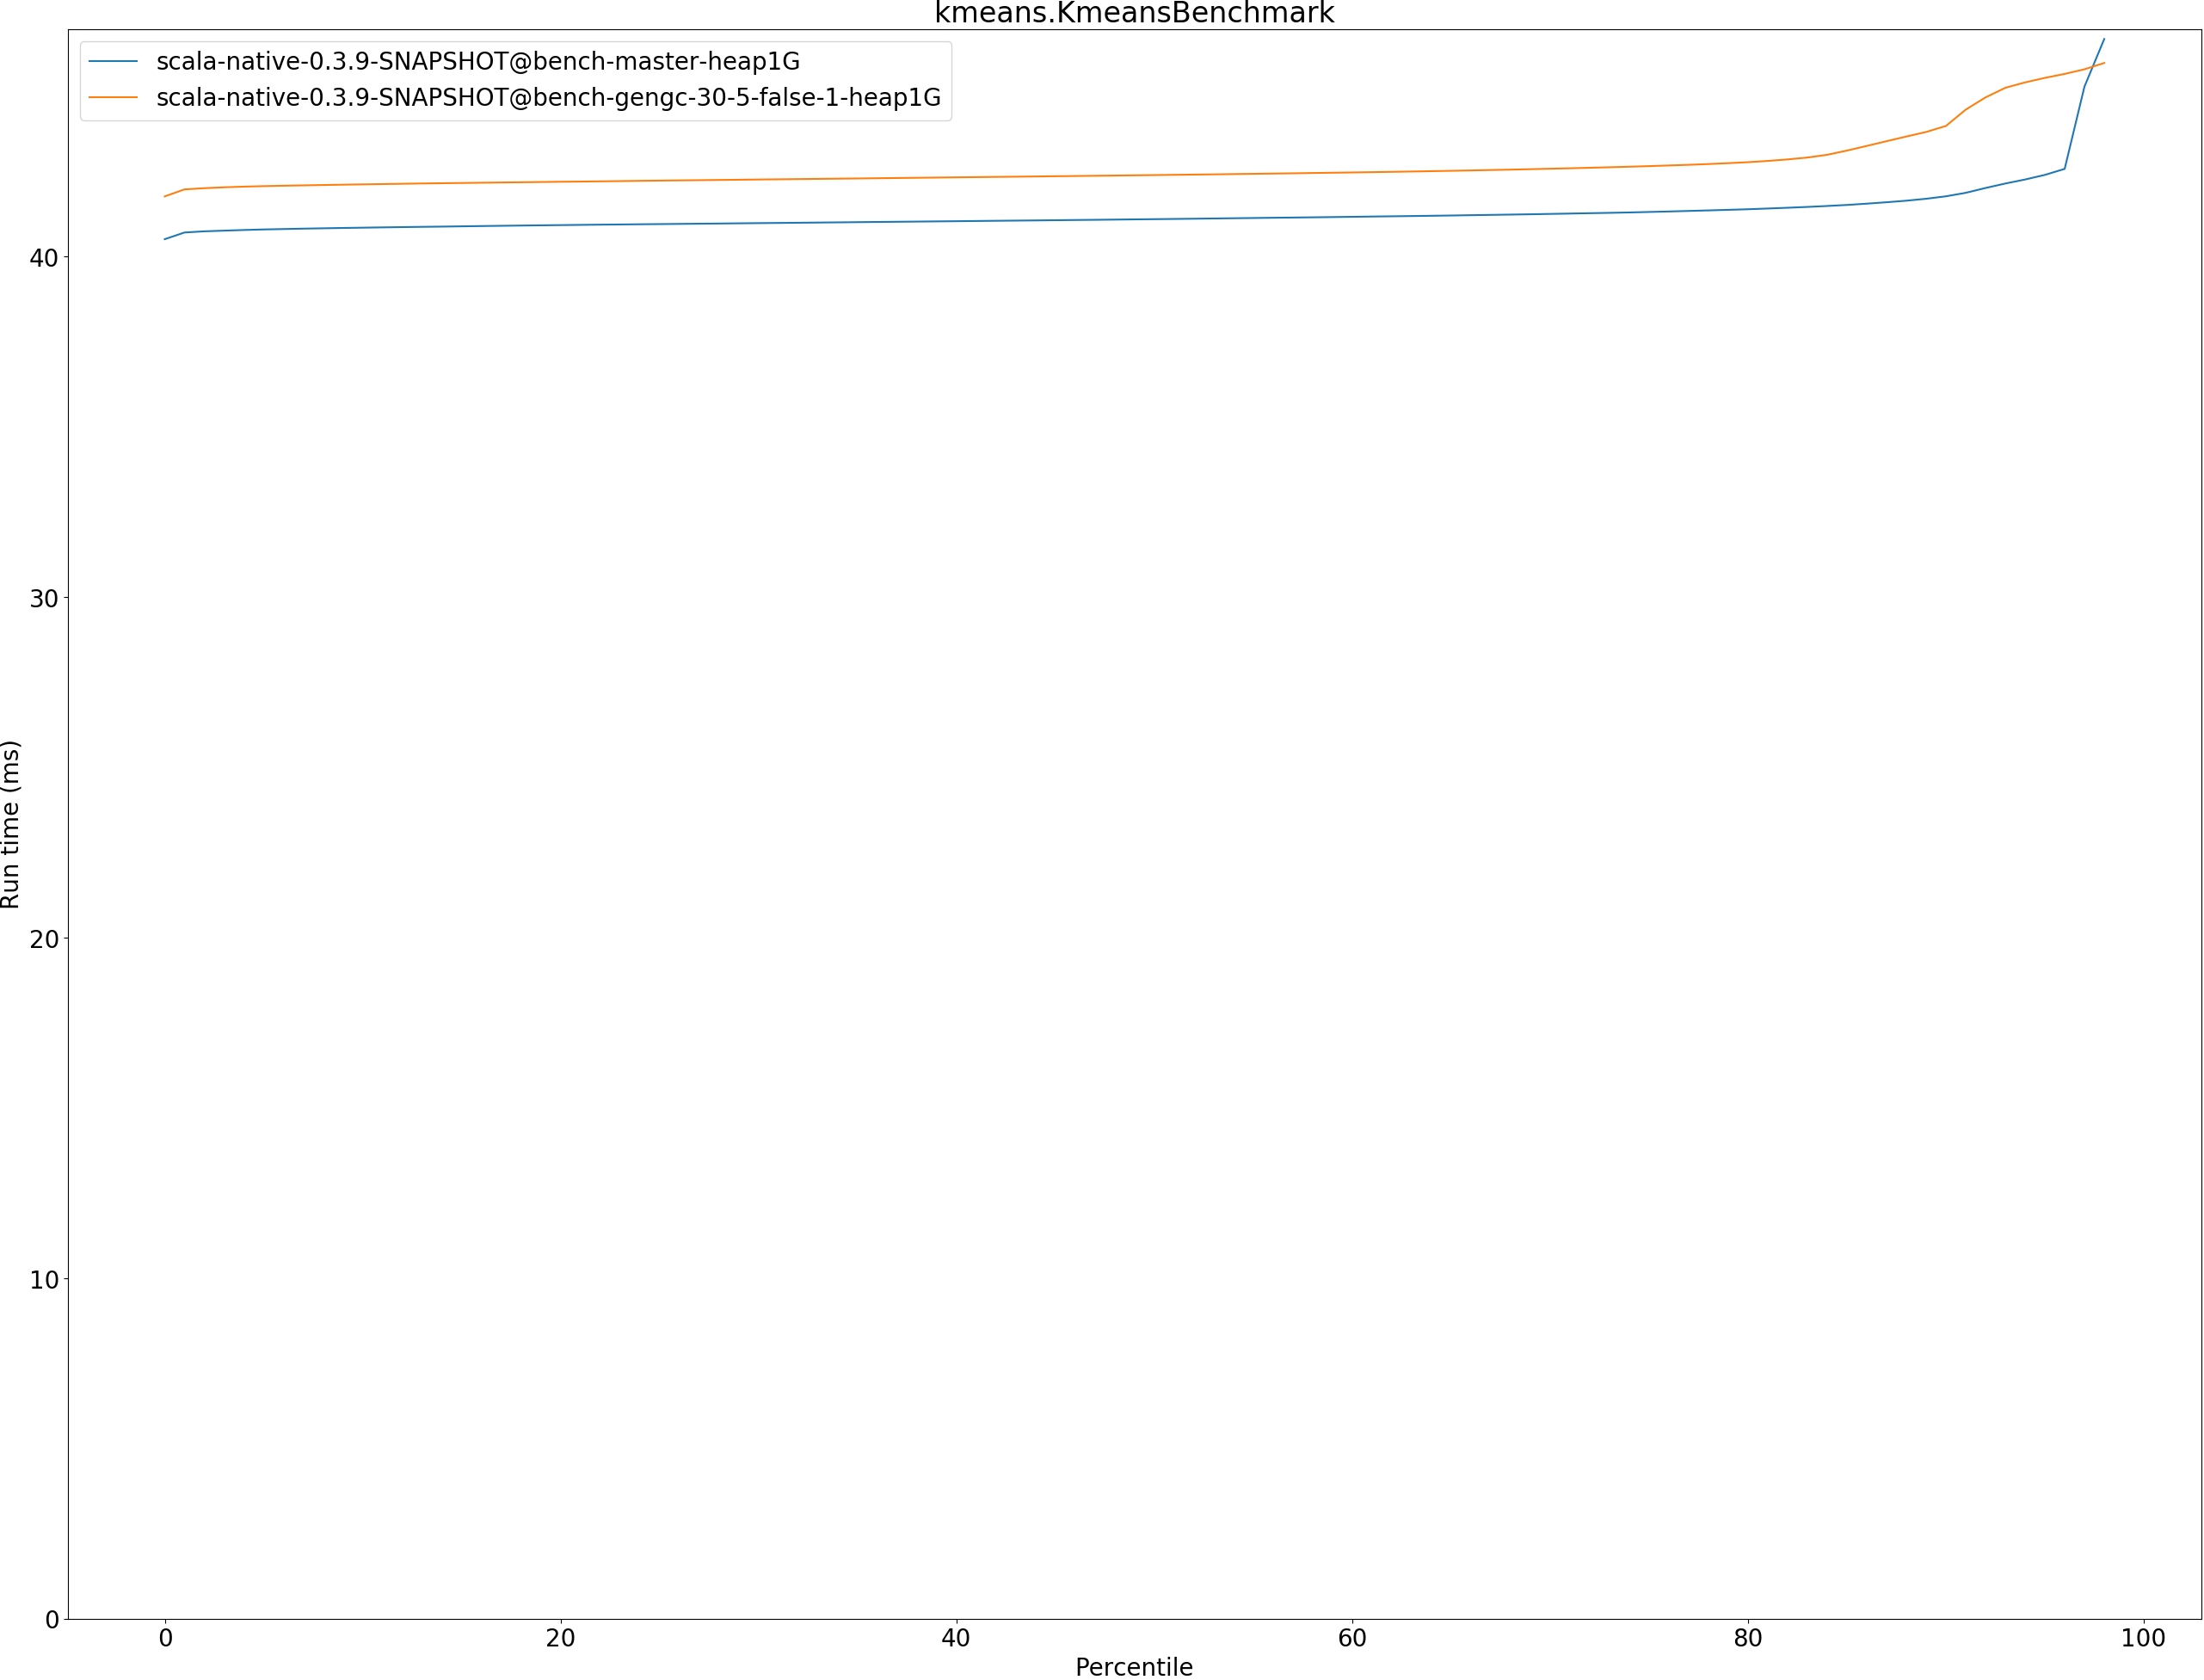 kmeans.KmeansBenchmark
scala-native-0.3.9-SNAPSHOT@bench-master-heap1G
scala-native-0.3.9-SNAPSHOT@bench-gengc-30-5-false-1-heap1G
40
30
20
10
0
Run time (ms)
0 20 40 60 80 100
Percentile